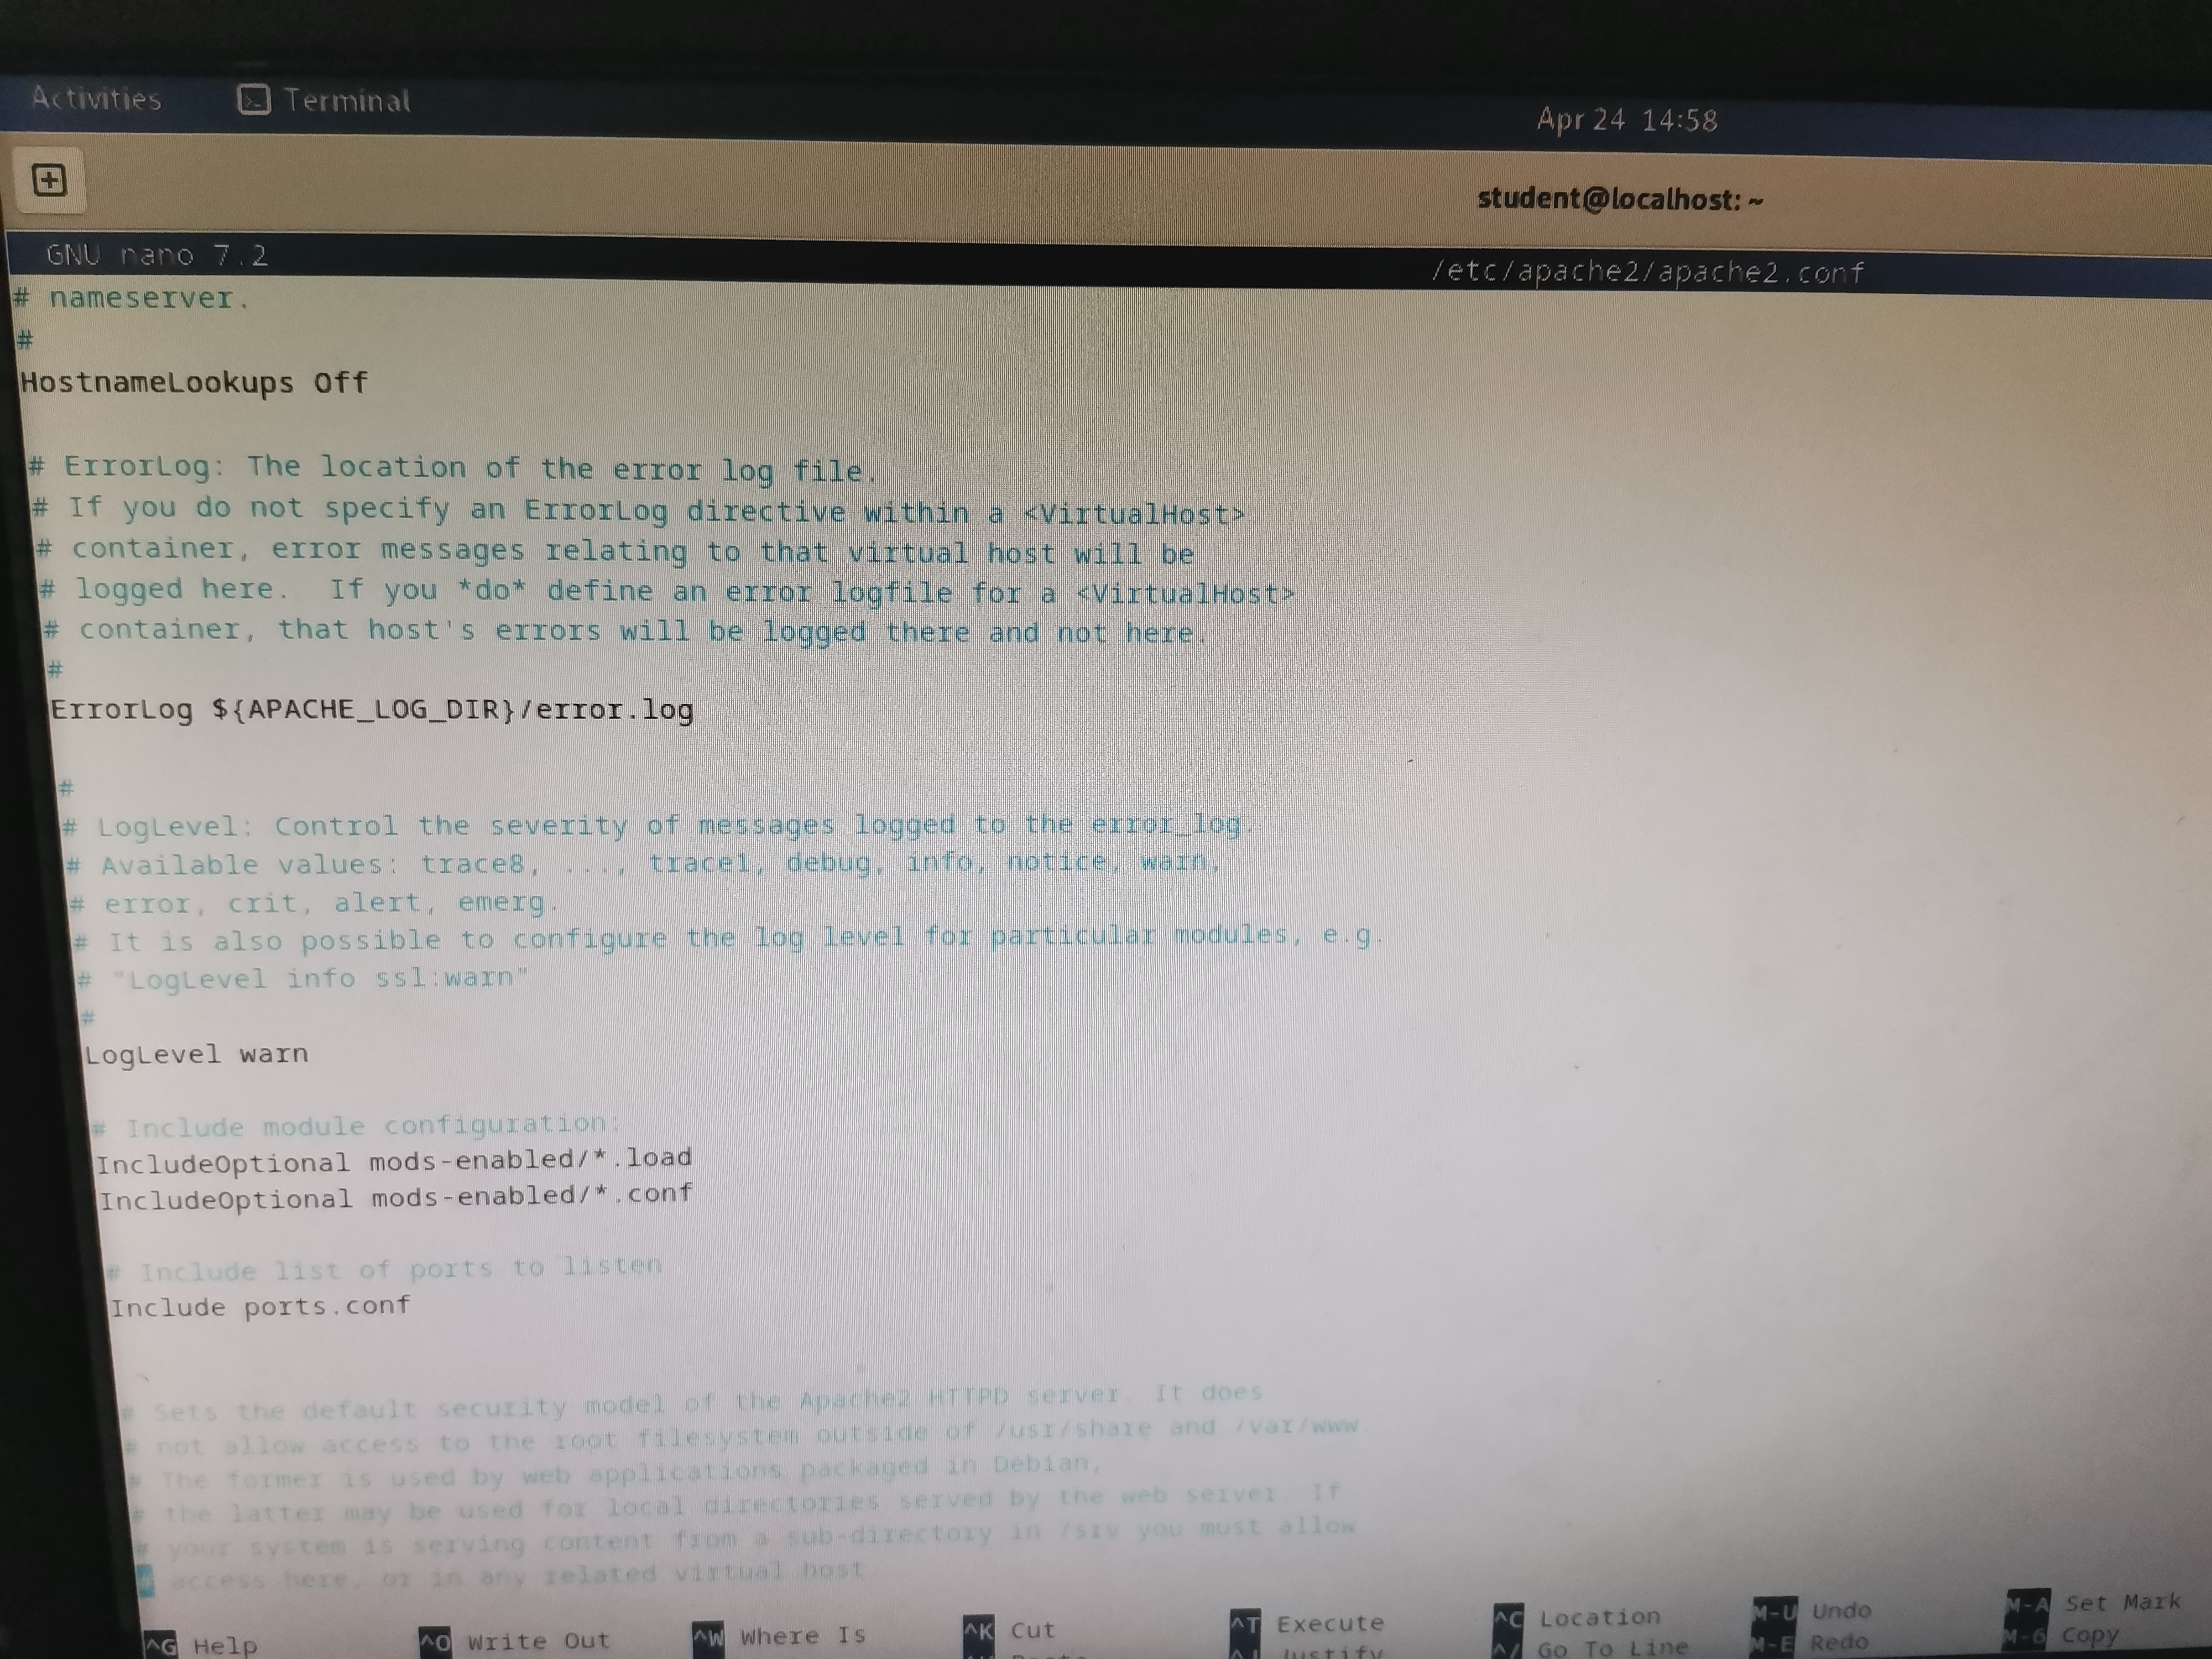 Activities Terminal Apr 24 14:58
student@localhost: ~
GNU nano 7.2 /etc/apache2/apache2.conf
# nameserver.
#
HostnameLookups Off
# ErrorLog: The location of the error log file.
# If you do not specify an ErrorLog directive within a <VirtualHost>
# container, error messages relating to that virtual host will be
# logged here.  If you *do* define an error logfile for a <VirtualHost>
# container, that host's errors will be logged there and not here.
#
ErrorLog ${APACHE_LOG_DIR}/error.log
#
# LogLevel: Control the severity of messages logged to the error_log.
# Available values: trace8, ..., trace1, debug, info, notice, warn,
# error, crit, alert, emerg.
# It is also possible to configure the log level for particular modules, e.g.
# "LogLevel info ssl:warn"
#
LogLevel warn
# Include module configuration:
IncludeOptional mods-enabled/*.load
IncludeOptional mods-enabled/*.conf
# Include list of ports to listen
Include ports.conf
# Sets the default security model of the Apache2 HTTPD server. It does
# not allow access to the root filesystem outside of /usr/share and /var/www
# The former is used by web applications packaged in Debian,
# the latter may be used for local directories served by the web server. If
# your system is serving content from a sub-directory in /srv you must allow
# access here, or in any related virtual host
^G Help ^O Write Out ^W Where Is ^K Cut ^T Execute ^C Location M-U Undo M-A Set Mark
Justify ^/ Go To Line M-E Redo M-6 Copy